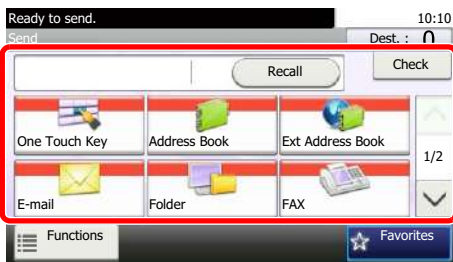 Ready to send. 10:10
Send Dest. : 0
Recall Check
One Touch Key Address Book Ext Address Book
1/2
E-mail Folder FAX
Functions Favorites